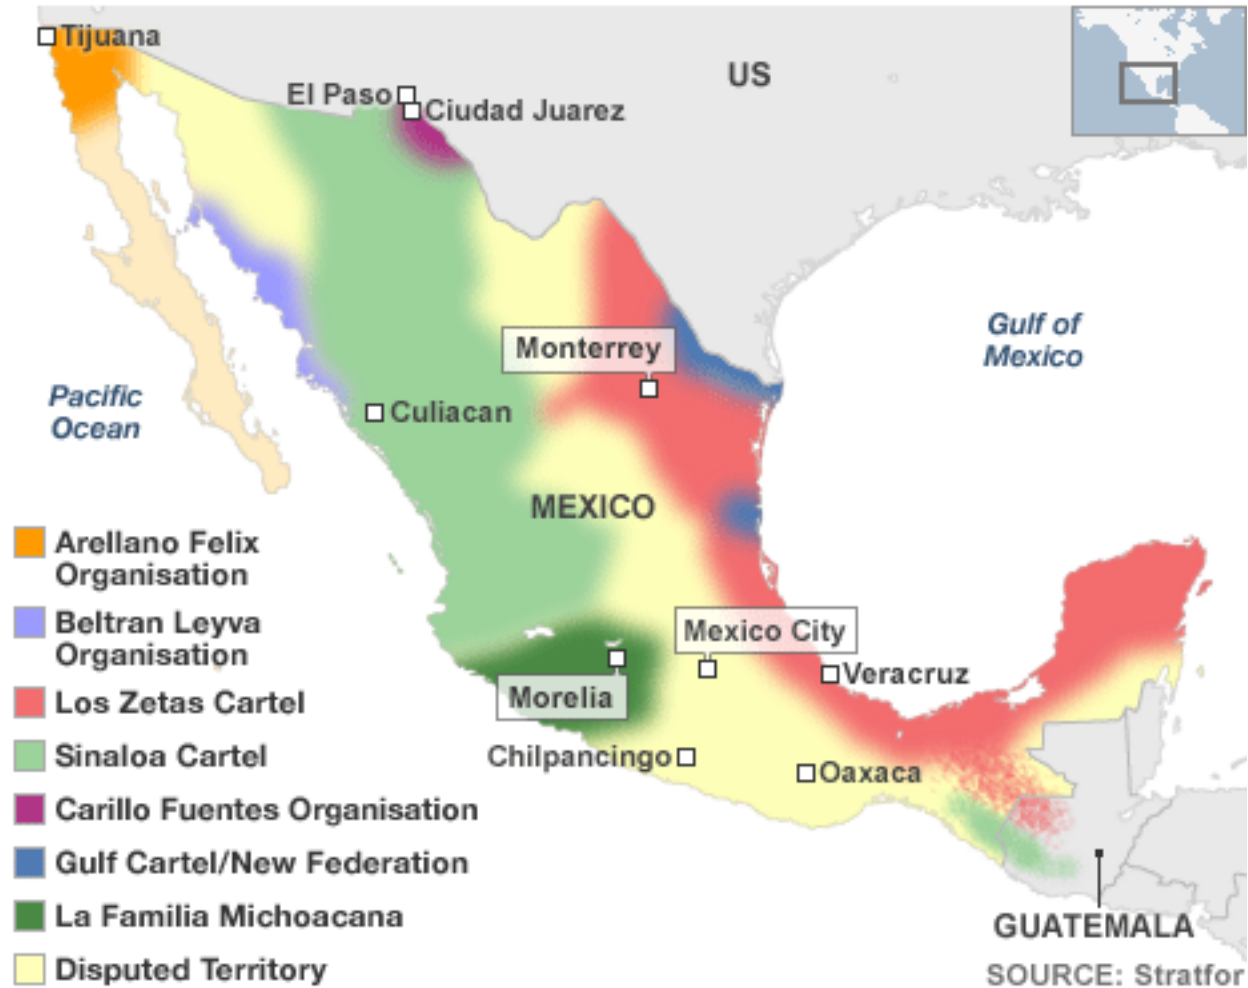 Tijuana
El Paso
Ciudad Juarez
US
Monterrey
Gulf of
Mexico
Pacific
Ocean
Culiacan
MEXICO
Mexico City
Veracruz
Morelia
Chilpancingo
Oaxaca
GUATEMALA
Arellano Felix
Organisation
Beltran Leyva
Organisation
Los Zetas Cartel
Sinaloa Cartel
Carillo Fuentes Organisation
Gulf Cartel/New Federation
La Familia Michoacana
Disputed Territory
SOURCE: Stratfor